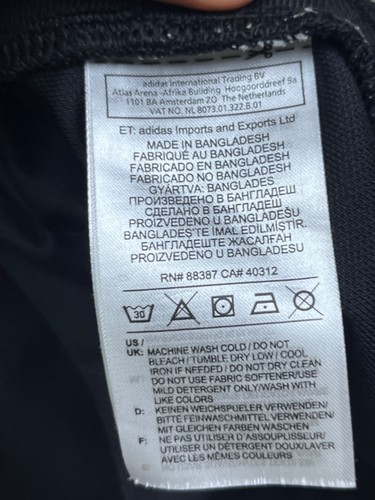 adidas International Trading BV
Atlas Arena -Afrika Building Hoogoorddreef 9a
1101 BA Amsterdam ZO The Netherlands
VAT NO. NL 8073.01.322.B.01
ET: adidas Imports and Exports Ltd
MADE IN BANGLADESH
FABRIQUÉ AU BANGLADESH
FABRICADO EN BANGLADESH
FABRICADO NO BANGLADESH
GYÁRTVA: BANGLADES
ПРОИЗВЕДЕНО В БАНГЛАДЕШ
СДЕЛАНО В БАНГЛАДЕШ
PROIZVEDENO U BANGLADEŠU
BANGLADEŞ'TE İMAL EDİLMİŞTİR.
БАНГЛАДЕШТЕ ЖАСАЛҒАН
PROIZVEDENO U BANGLADESU
RN# 88387 CA# 40312
30
US /
UK: MACHINE WASH COLD / DO NOT
BLEACH / TUMBLE DRY LOW / COOL
IRON IF NEEDED / DO NOT DRY CLEAN
DO NOT USE FABRIC SOFTENER/USE
MILD DETERGENT ONLY/WASH WITH
LIKE COLORS
D: KEINEN WEICHSPUELER VERWENDEN/
BITTE FEINWASCHMITTEL VERWENDEN/
MIT GLEICHEN FARBEN WASCHEN
F: NE PAS UTILISER D'ASSOUPLISSEUR/
UTILISER UN DETERGENT DOUX/LAVER
AVEC LES MÊMES COULEURS